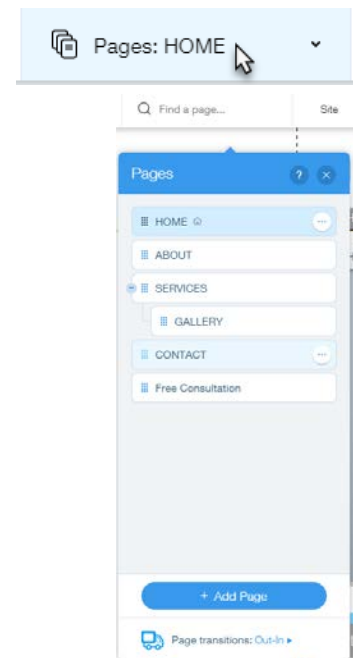 Pages: HOME
Find a page...
Site
Pages
?
HOME
ABOUT
SERVICES
GALLERY
CONTACT
Free Consultation
+ Add Page
Page transitions: Out-In